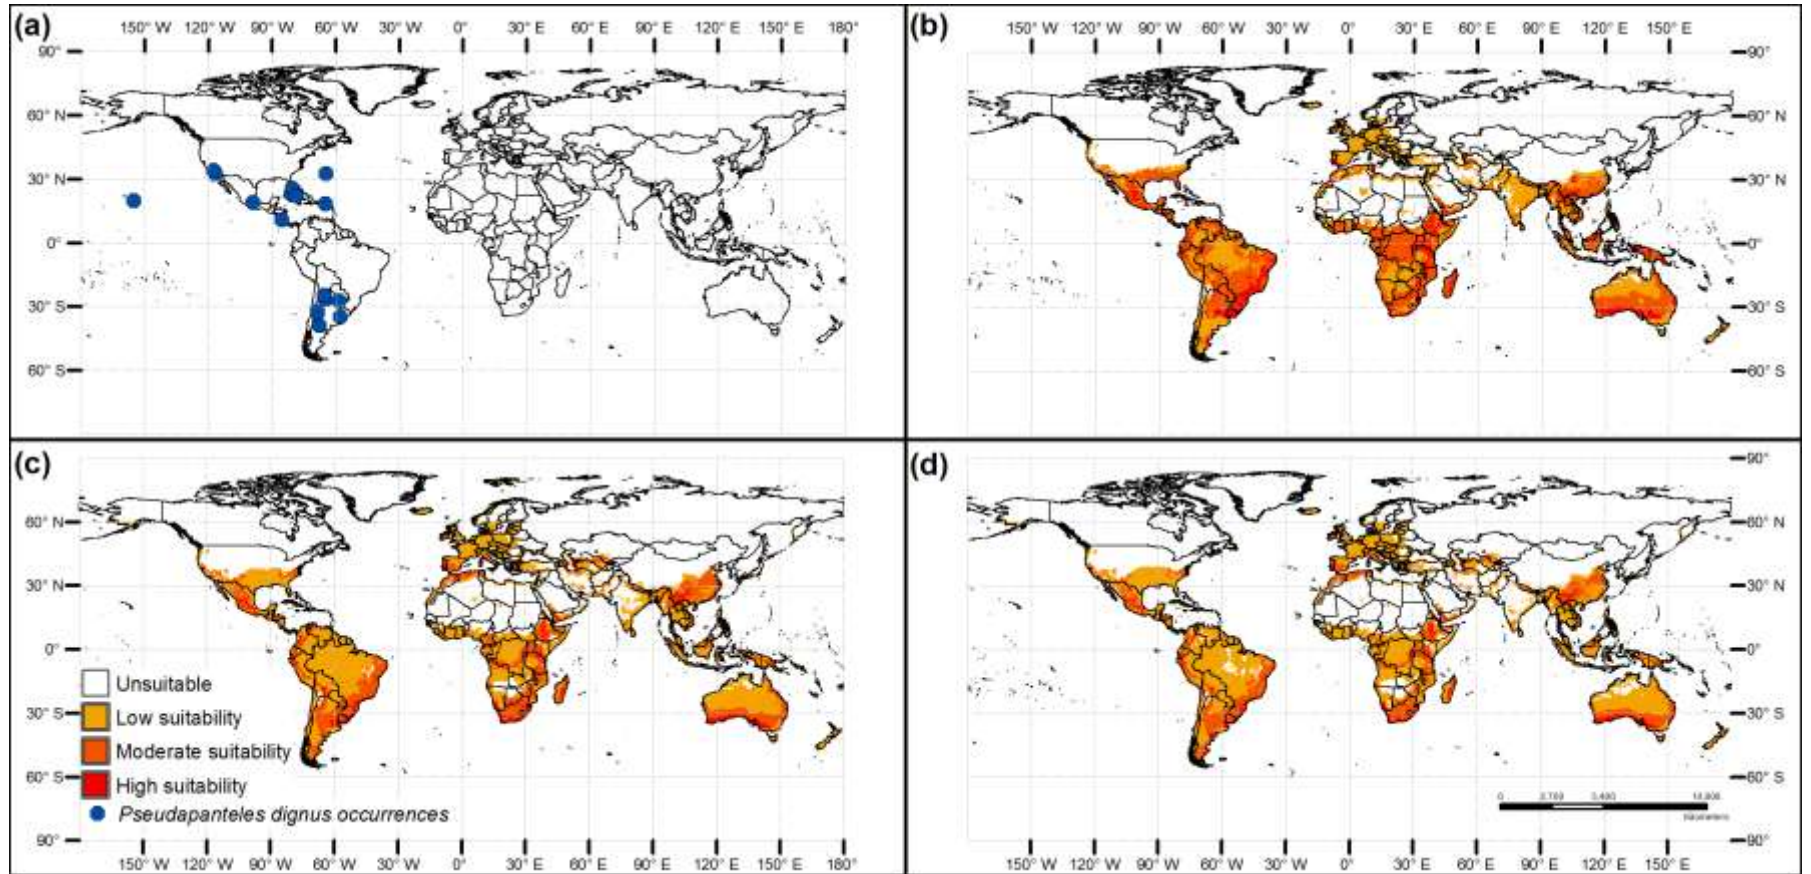 (a)
150° W 120° W 90° W 60° W 30° W 0° 30° E 60° E 90° E 120° E 150° E 180°
90°
60° N
30° N
0°
30° S
60° S
(b)
150° W 120° W 90° W 60° W 30° W 0° 30° E 60° E 90° E 120° E 150° E
90°
60° N
30° N
0°
30° S
60° S
(c)
60° N
30° N
0°
30° S
60° S
90°
Unsuitable
Low suitability
Moderate suitability
High suitability
Pseudapanteles dignus occurrences
150° W 120° W 90° W 60° W 30° W 0° 30° E 60° E 90° E 120° E 150° E 180°
(d)
90°
60° N
30° N
0°
30° S
60° S
90°
0
Kilometers
150° W 120° W 90° W 60° W 30° W 0° 30° E 60° E 90° E 120° E 150° E